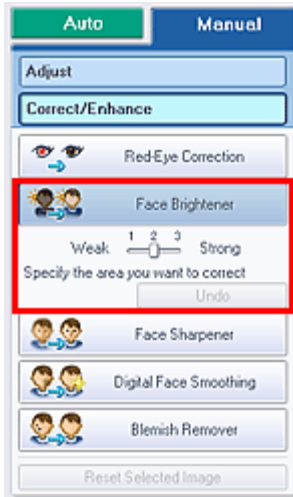 Auto Manual
Adjust
Correct/Enhance
Red-Eye Correction
Face Brightener
1 2 3
Weak Strong
Specify the area you want to correct
Undo
Face Sharpener
Digital Face Smoothing
Blemish Remover
Reset Selected Image